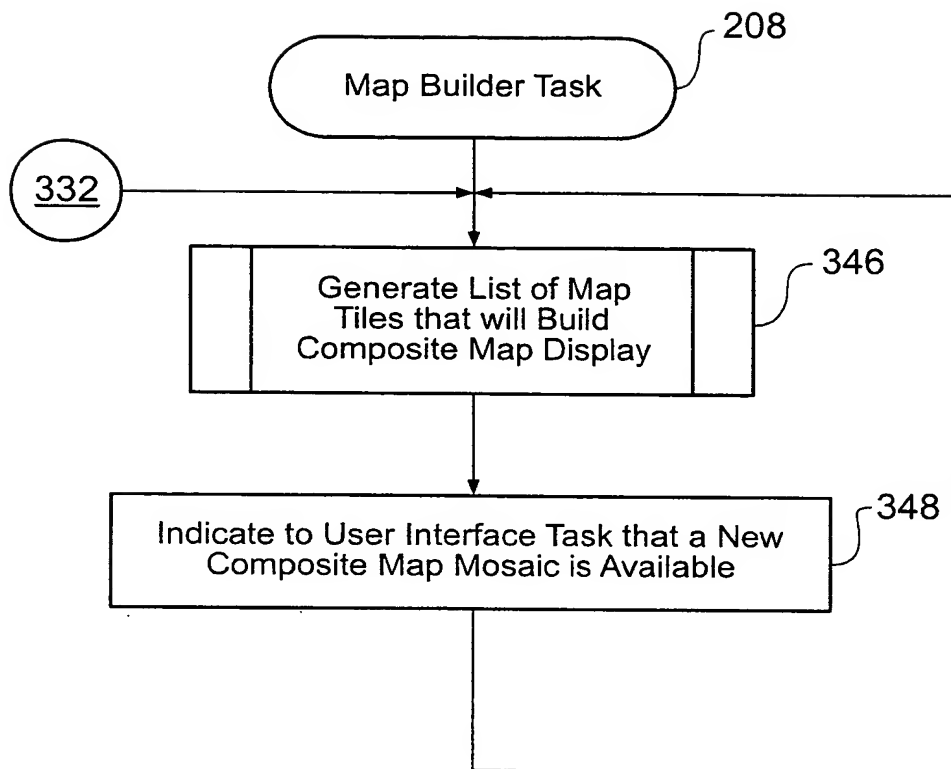 208
Map Builder Task
332
346
Generate List of Map
Tiles that will Build
Composite Map Display
348
Indicate to User Interface Task that a New
Composite Map Mosaic is Available